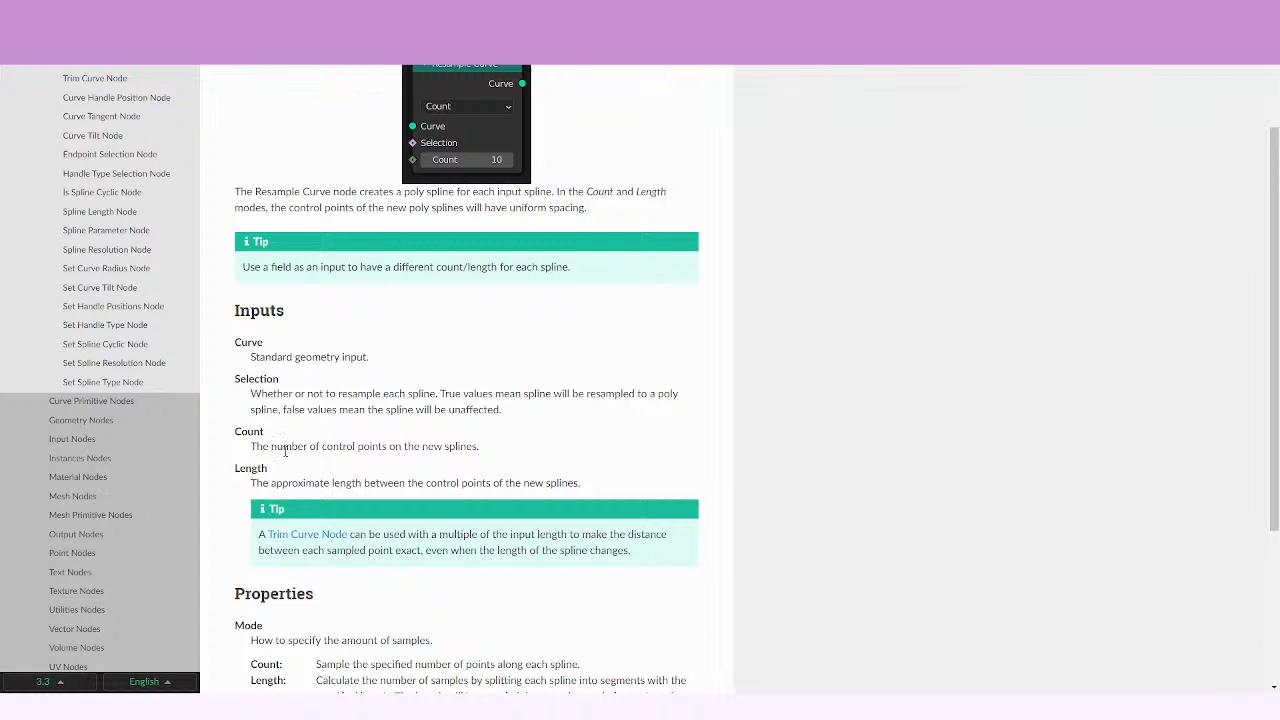 Trim Curve Node
Curve Handle Position Node
Curve Tangent Node
Curve Tilt Node
Endpoint Selection Node
Handle Type Selection Node
Is Spline Cyclic Node
Spline Length Node
Spline Parameter Node
Spline Resolution Node
Set Curve Radius Node
Set Curve Tilt Node
Set Handle Positions Node
Set Handle Type Node
Set Spline Cyclic Node
Set Spline Resolution Node
Set Spline Type Node
Curve Primitive Nodes
Geometry Nodes
Input Nodes
Instances Nodes
Material Nodes
Mesh Nodes
Mesh Primitive Nodes
Output Nodes
Point Nodes
Text Nodes
Texture Nodes
Utilities Nodes
Vector Nodes
Volume Nodes
UV Nodes
3.3
English
Resample Curve
Curve
Count
Curve
Selection
Count 10
The Resample Curve node creates a poly spline for each input spline. In the Count and Length
modes, the control points of the new poly splines will have uniform spacing.
Tip
Use a field as an input to have a different count/length for each spline.
Inputs
Curve
Standard geometry input.
Selection
Whether or not to resample each spline. True values mean spline will be resampled to a poly
spline, false values mean the spline will be unaffected.
Count
The number of control points on the new splines.
Length
The approximate length between the control points of the new splines.
Tip
A Trim Curve Node can be used with a multiple of the input length to make the distance
between each sampled point exact, even when the length of the spline changes.
Properties
Mode
How to specify the amount of samples.
Count: Sample the specified number of points along each spline.
Length: Calculate the number of samples by splitting each spline into segments with the